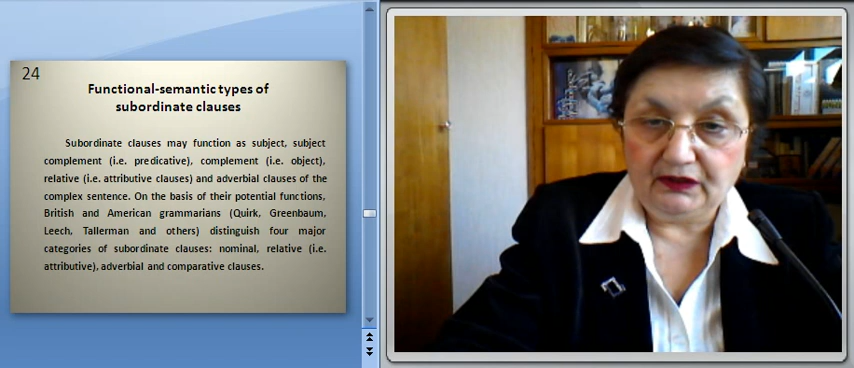 24
Functional-semantic types of
subordinate clauses
Subordinate clauses may function as subject, subject
complement (i.e. predicative), complement (i.e. object),
relative (i.e. attributive clauses) and adverbial clauses of the
complex sentence. On the basis of their potential functions,
British and American grammarians (Quirk, Greenbaum,
Leech, Tallerman and others) distinguish four major
categories of subordinate clauses: nominal, relative (i.e.
attributive), adverbial and comparative clauses.